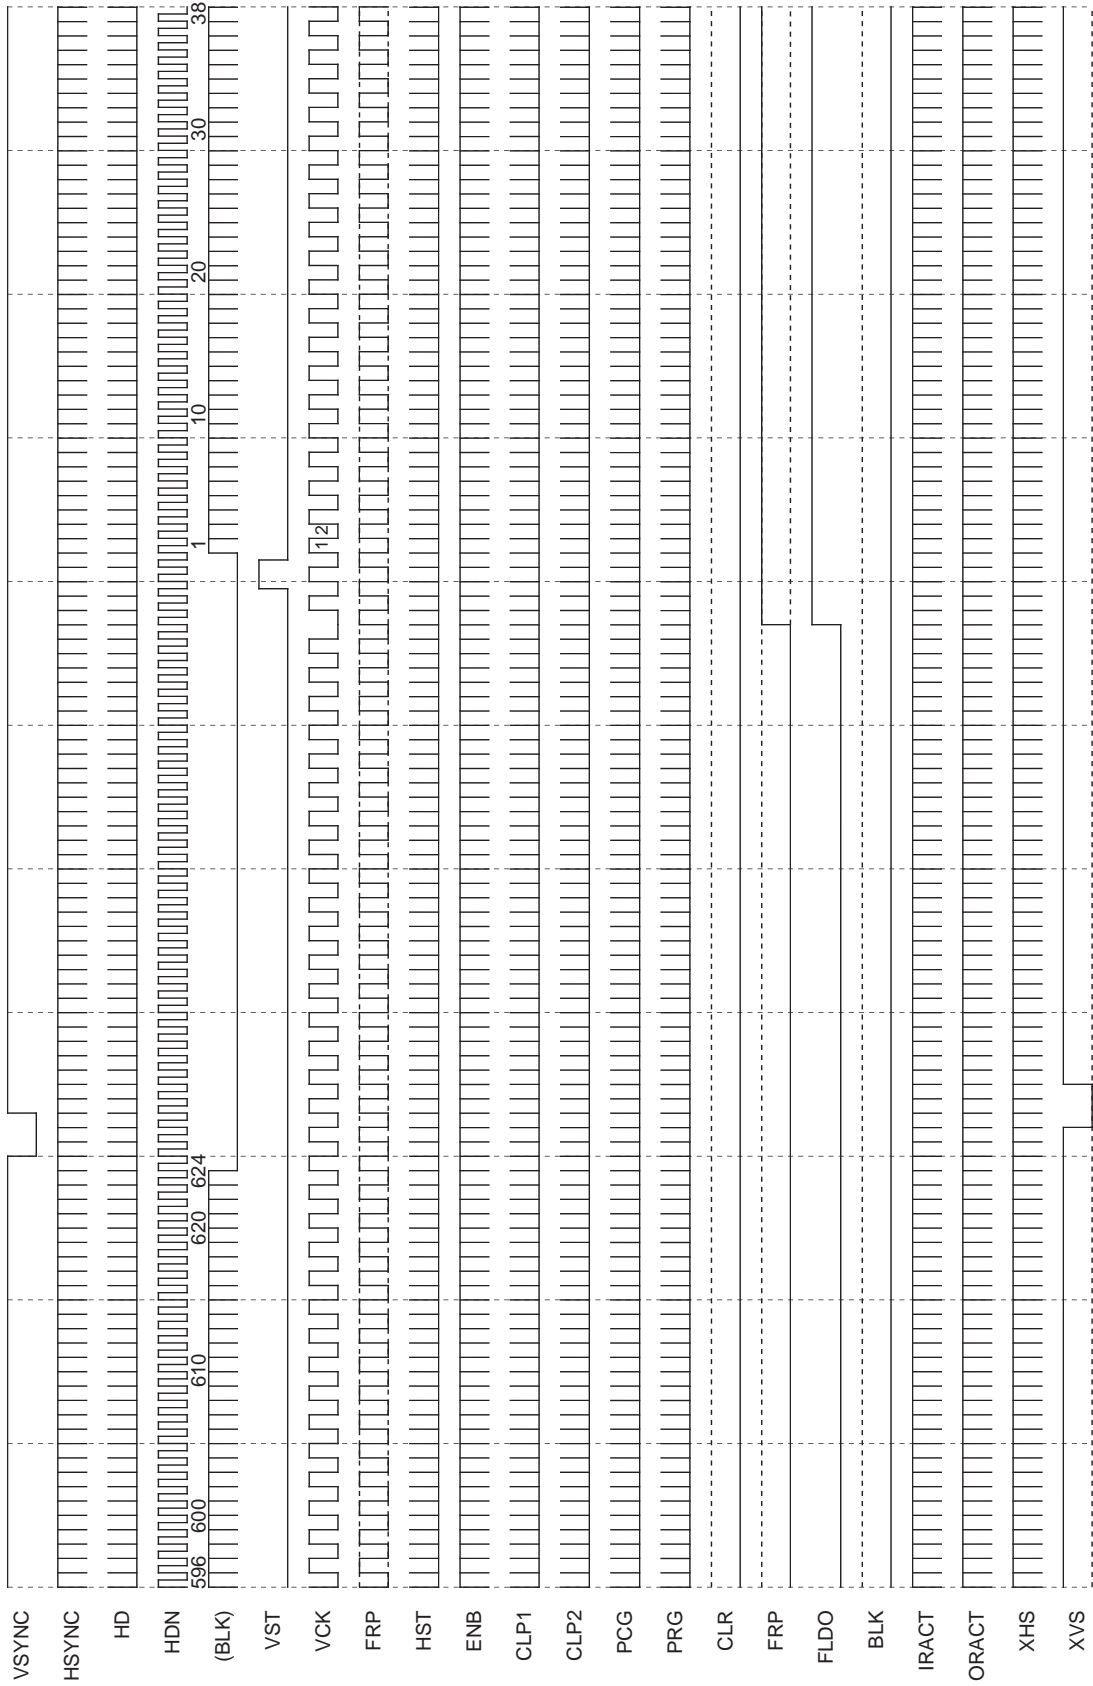 VSYNC
HSYNC
HD
HDN
(BLK)
596 600 610 620 624 1 10 20 30 38
VST
VCK
1 2
FRP
HST
ENB
CLP1
CLP2
PCG
PRG
CLR
FRP
FLDO
BLK
IRACT
ORACT
XHS
XVS